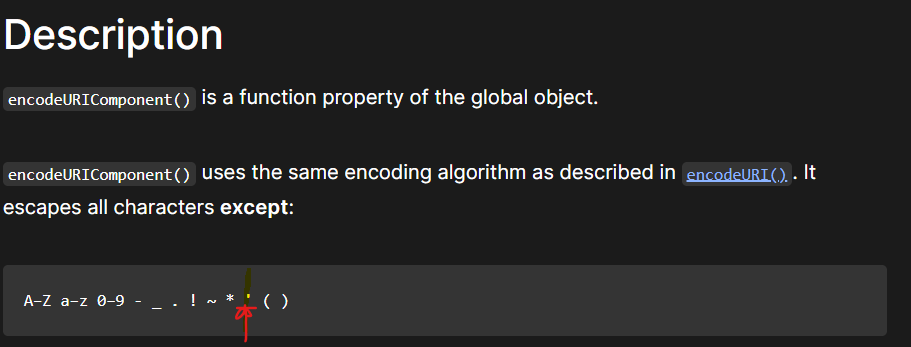 Description
encodeURIComponent() is a function property of the global object.
encodeURIComponent() uses the same encoding algorithm as described in encodeURI(). It
escapes all characters except:
A–Z a–z 0–9 - _ . ! ~ * ' ( )